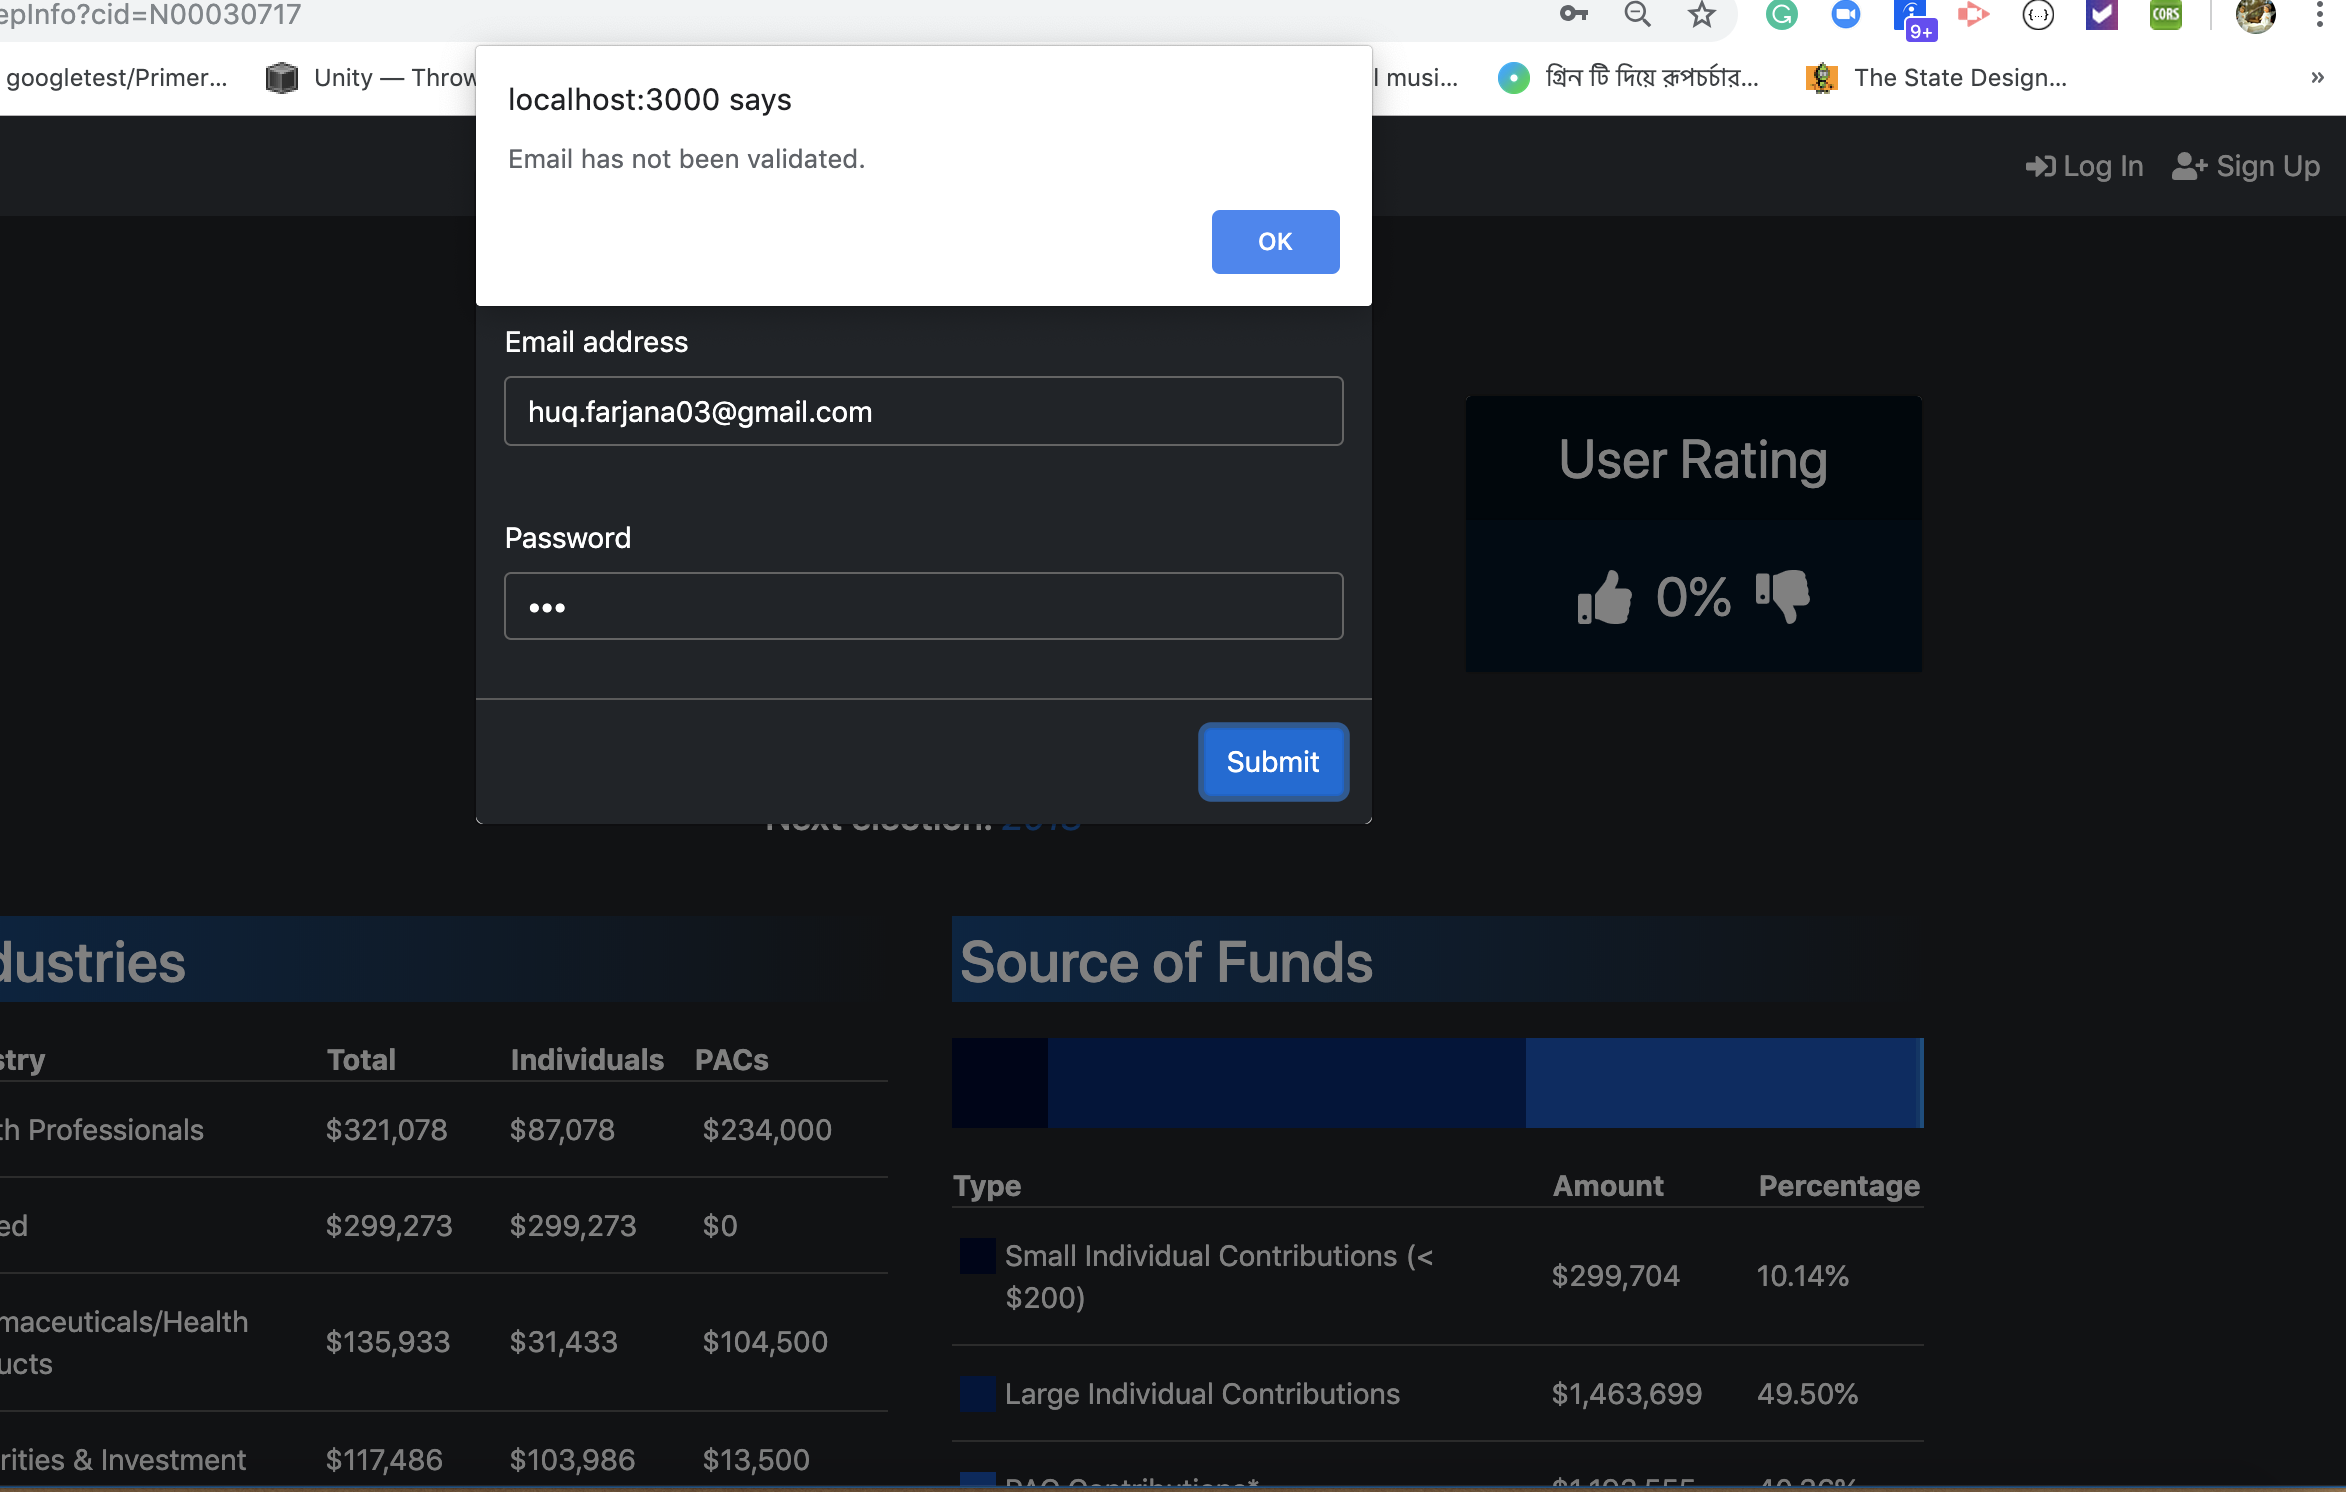 epInfo?cid=N00030717
9+
{...}
CORS
googletest/Primer...
Unity — Throw
l musi...
গ্রিন টি দিয়ে রূপচর্চার...
The State Design...
»
localhost:3000 says
Email has not been validated.
OK
Log In
Sign Up
Email address
huq.farjana03@gmail.com
Password
•••
Submit
User Rating
0%
Next election: 2018
dustries
stry Total Individuals PACs
th Professionals $321,078 $87,078 $234,000
ed $299,273 $299,273 $0
maceuticals/Health
ucts
$135,933 $31,433 $104,500
rities & Investment $117,486 $103,986 $13,500
Source of Funds
Type Amount Percentage
Small Individual Contributions (<
$200)
$299,704 10.14%
Large Individual Contributions $1,463,699 49.50%
PAC Contributions*